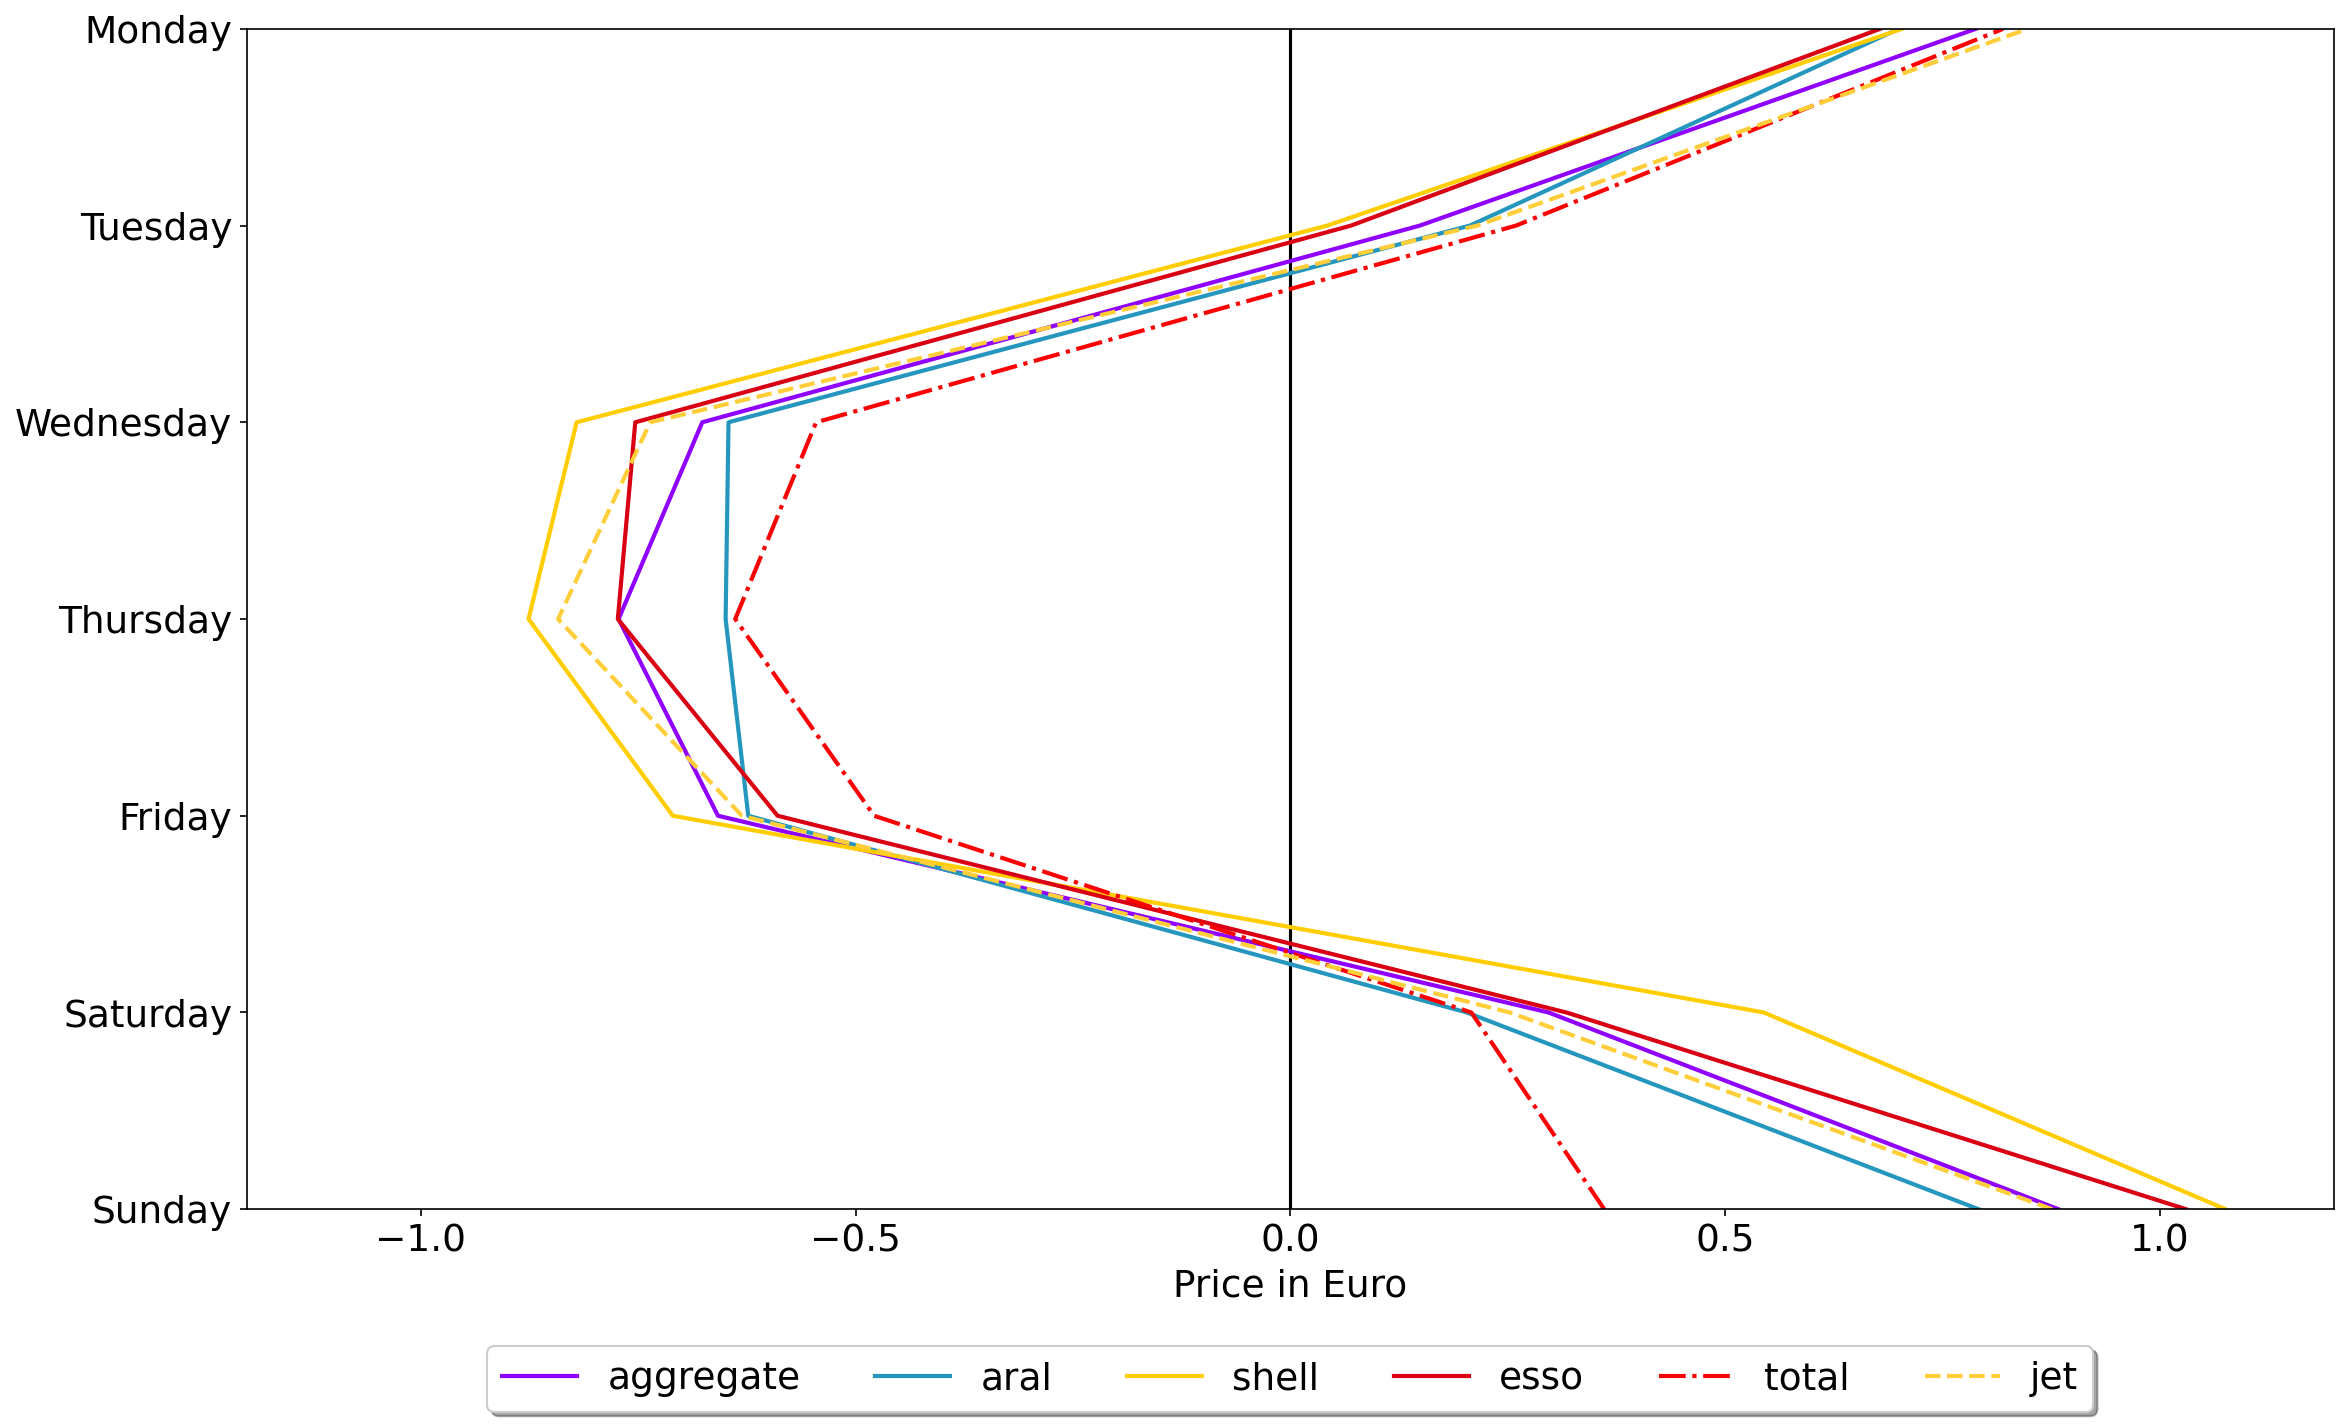 Monday
Tuesday
Wednesday
Thursday
Friday
Saturday
Sunday
−1.0 −0.5 0.0 0.5 1.0
Price in Euro
aggregate aral shell esso total jet